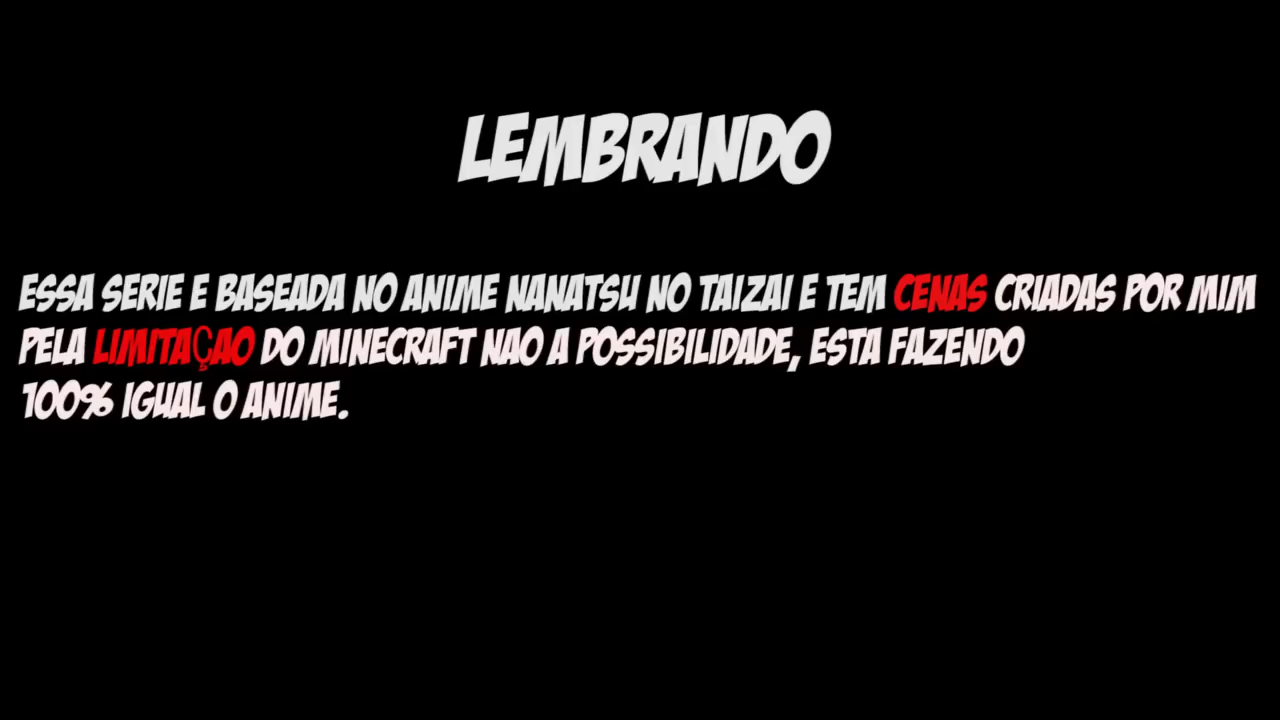 LEMBRANDO
ESSA SERIE E BASEADA NO ANIME NANATSU NO TAIZAI E TEM CENAS CRIADAS POR MIM
PELA LIMITAÇAO DO MINECRAFT NAO A POSSIBILIDADE, ESTA FAZENDO
100% IGUAL O ANIME.